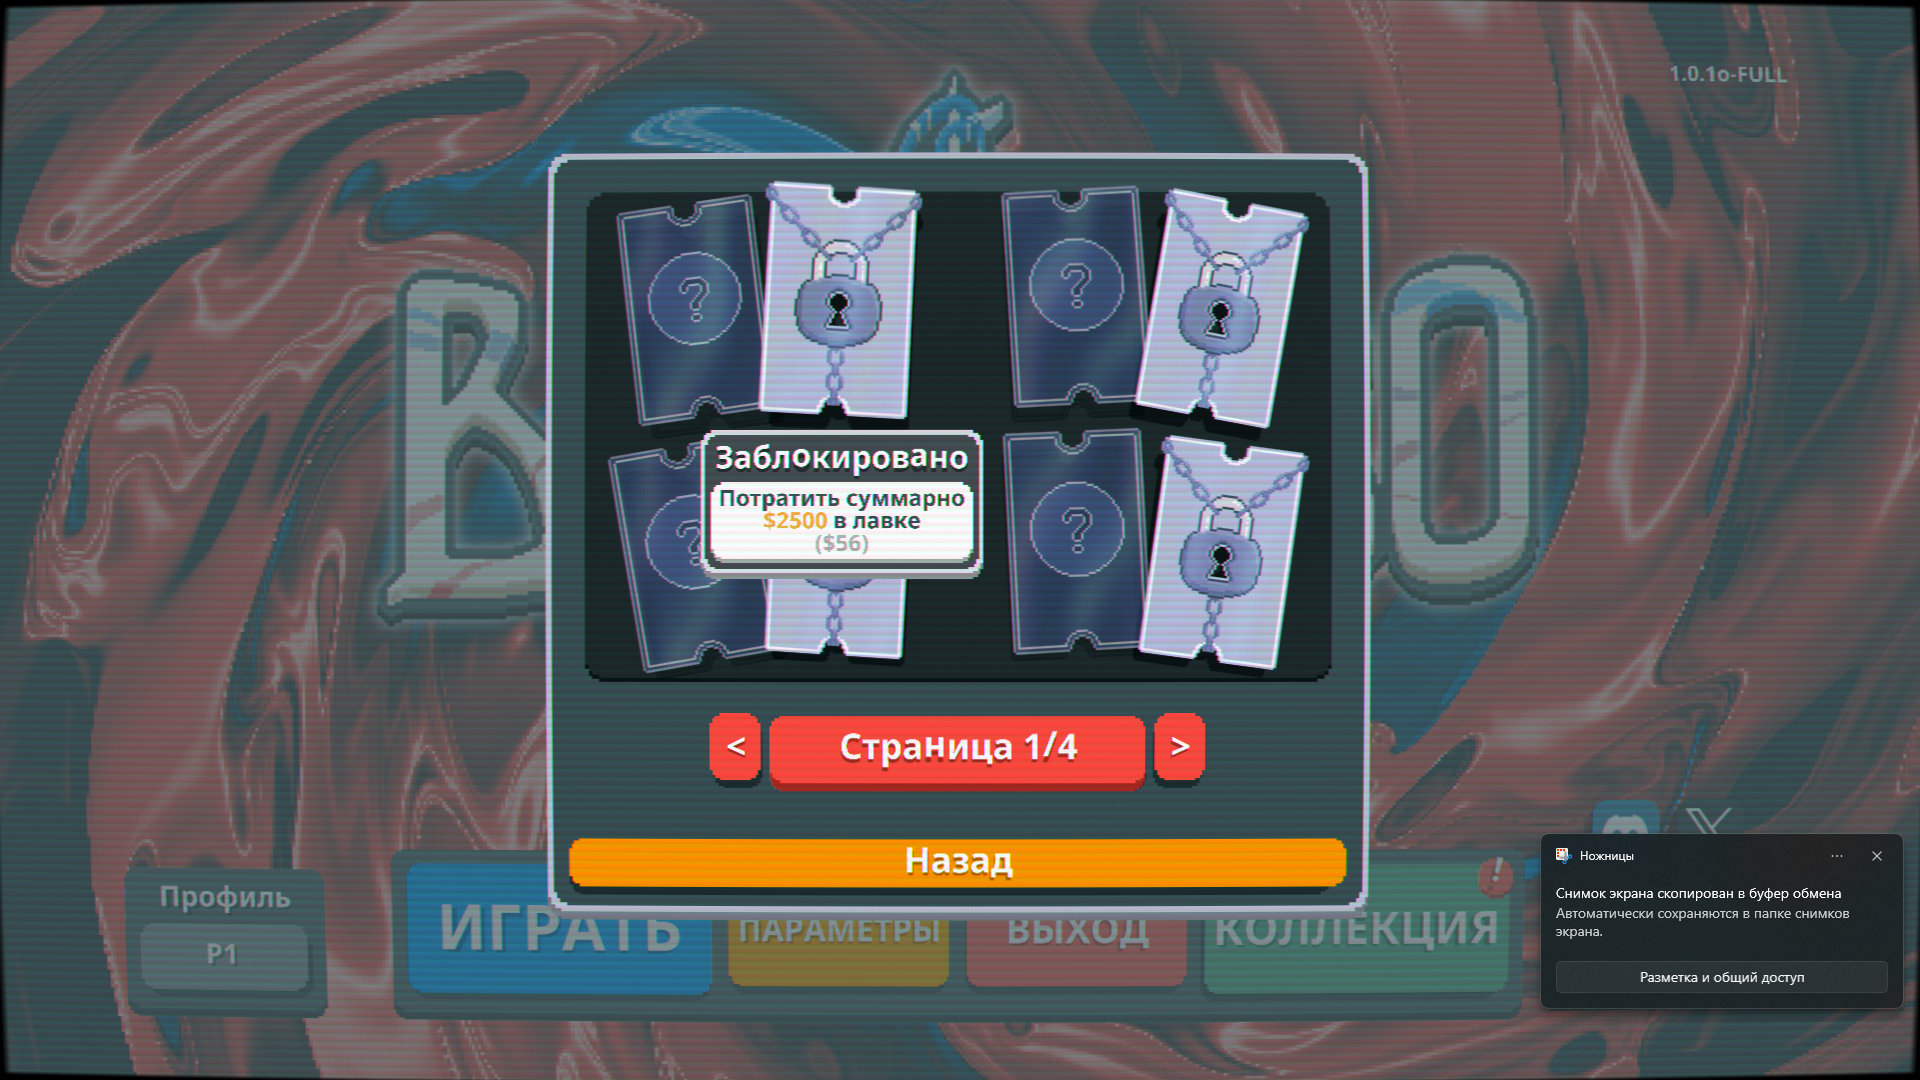 1.0.1o-FULL
?
?
?
?
Заблокировано
Потратить суммарно
$2500 в лавке
($56)
< Страница 1/4 >
Назад
Профиль
P1
ИГРАТЬ
ПАРАМЕТРЫ
ВЫХОД
КОЛЛЕКЦИЯ
!
Ножницы
Снимок экрана скопирован в буфер обмена
Автоматически сохраняются в папке снимков
экрана.
Разметка и общий доступ